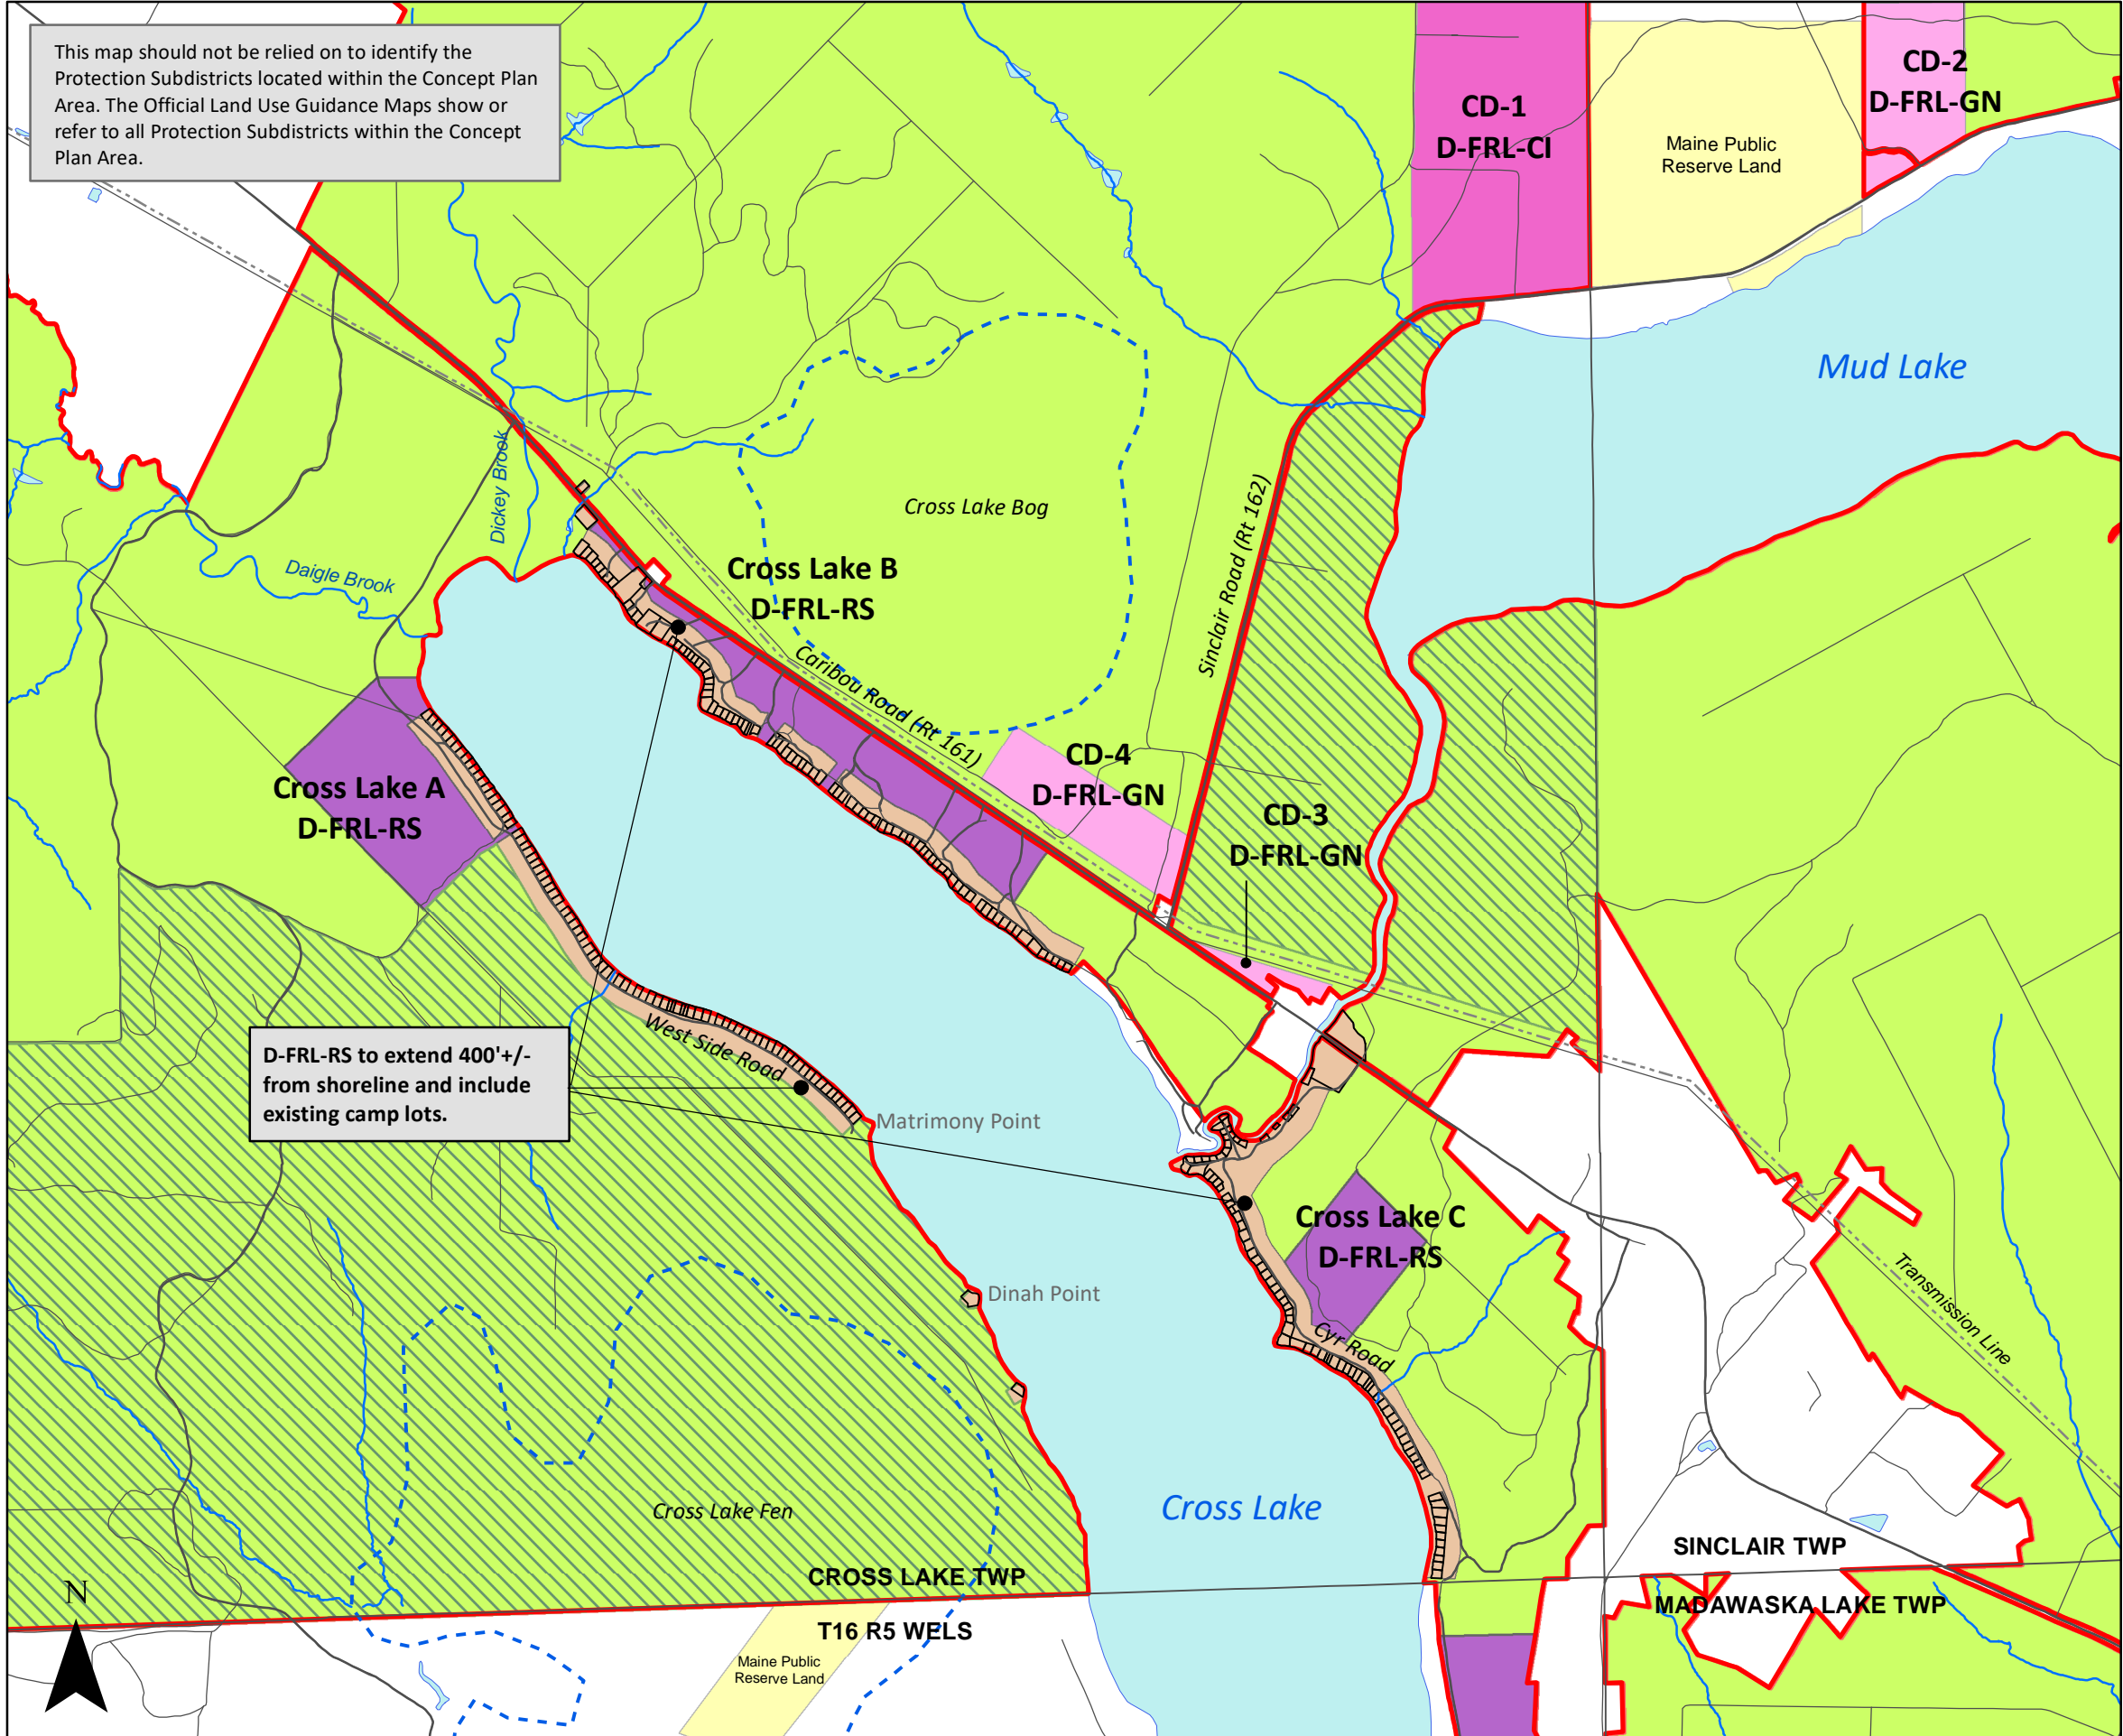 This map should not be relied on to identify the
Protection Subdistricts located within the Concept Plan
Area. The Official Land Use Guidance Maps show or
refer to all Protection Subdistricts within the Concept
Plan Area.
CD-1
D-FRL-CI
Maine Public
Reserve Land
CD-2
D-FRL-GN
Mud Lake
Dickey Brook
Daigle Brook
Cross Lake Bog
Sinclair Road (Rt 162)
Cross Lake B
D-FRL-RS
Caribou Road (Rt 161)
CD-4
D-FRL-GN
CD-3
D-FRL-GN
Cross Lake A
D-FRL-RS
West Side Road
D-FRL-RS to extend 400'+/-
from shoreline and include
existing camp lots.
Matrimony Point
Cross Lake C
D-FRL-RS
Dinah Point
Cyr Road
Transmission Line
Cross Lake Fen
Cross Lake
SINCLAIR TWP
CROSS LAKE TWP
MADAWASKA LAKE TWP
T16 R5 WELS
Maine Public
Reserve Land
N